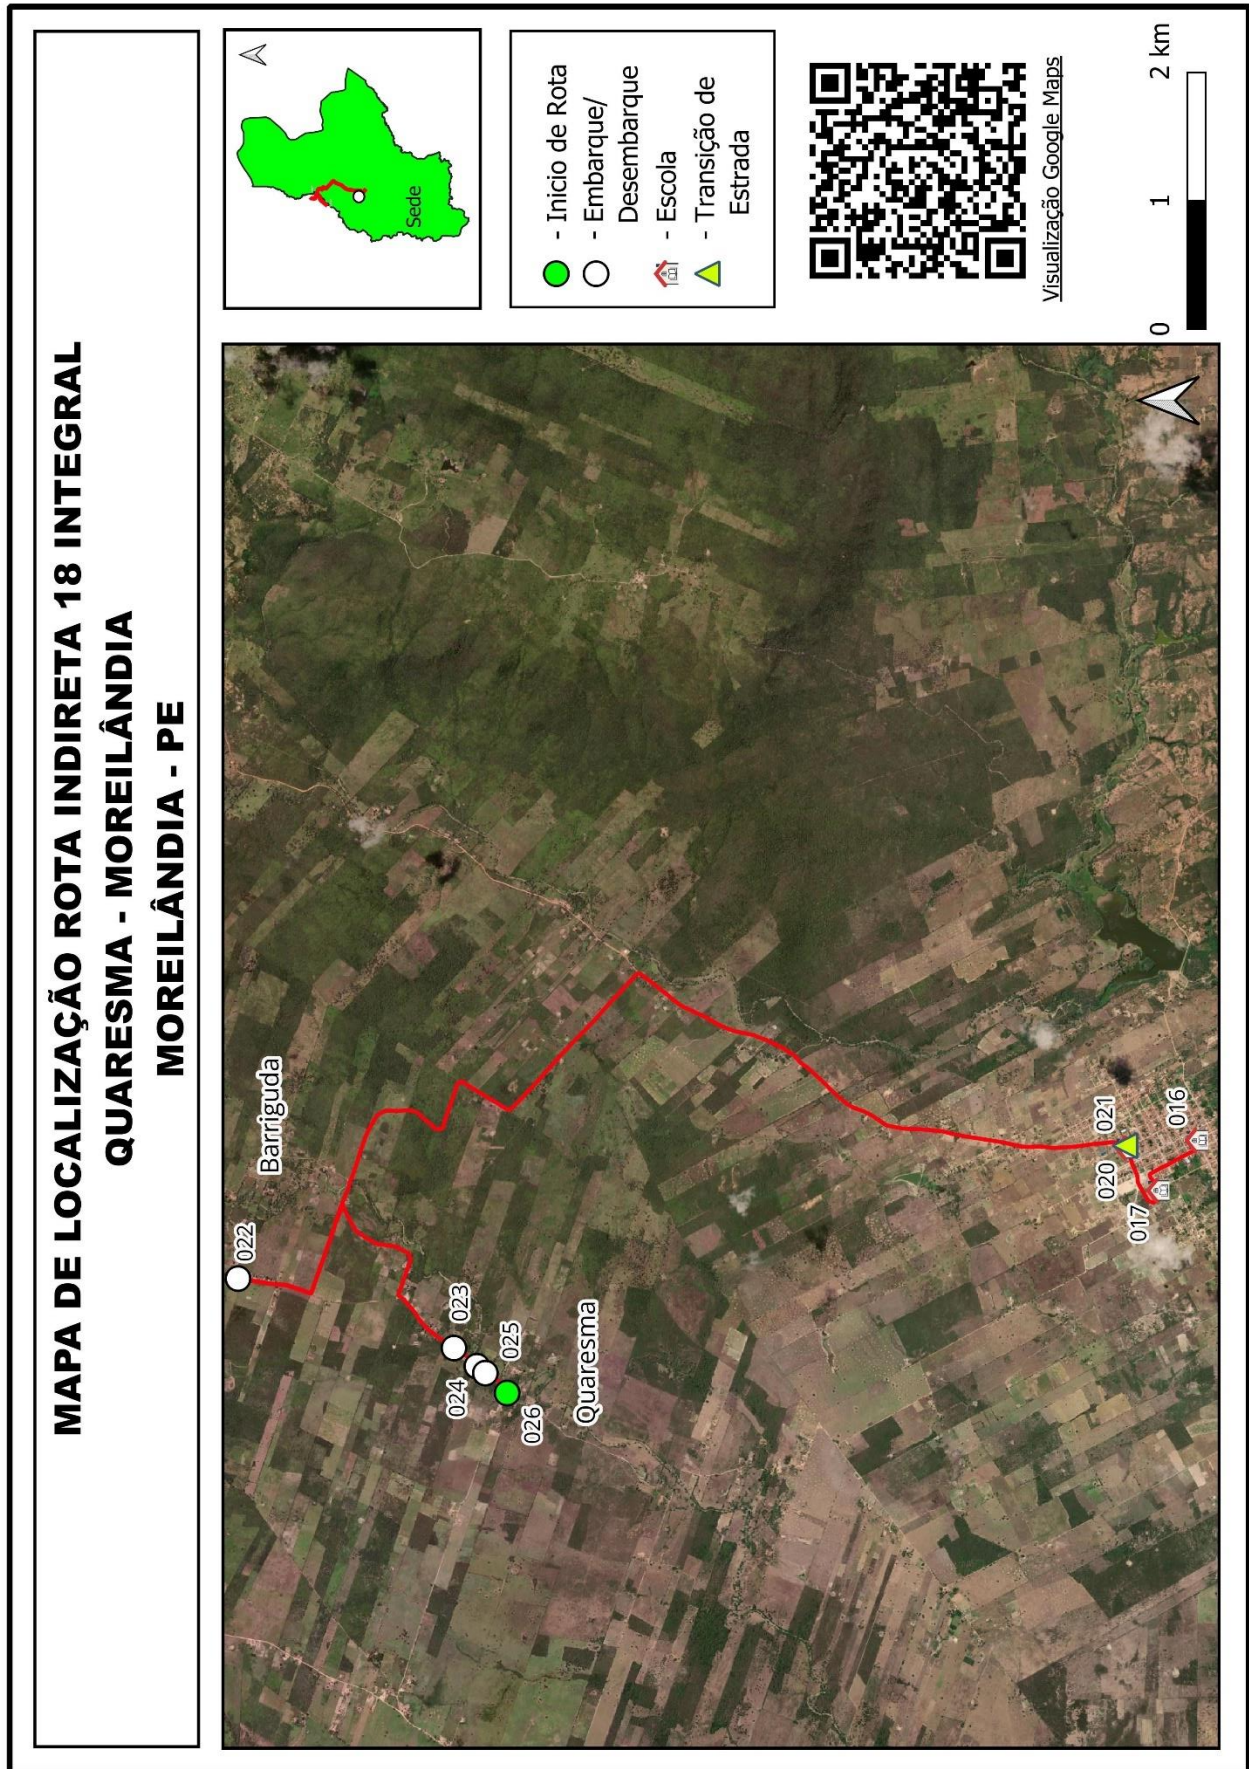 MAPA DE LOCALIZAÇÃO ROTA INDIRETA 18 INTEGRAL
QUARESMA - MOREILÂNDIA
MOREILÂNDIA - PE
Sede
- Inicio de Rota
- Embarque/
Desembarque
- Escola
- Transição de
Estrada
Visualização Google Maps
0 1 2 km
022
Barriguda
023
024
025
026
Quaresma
020
021
017
016